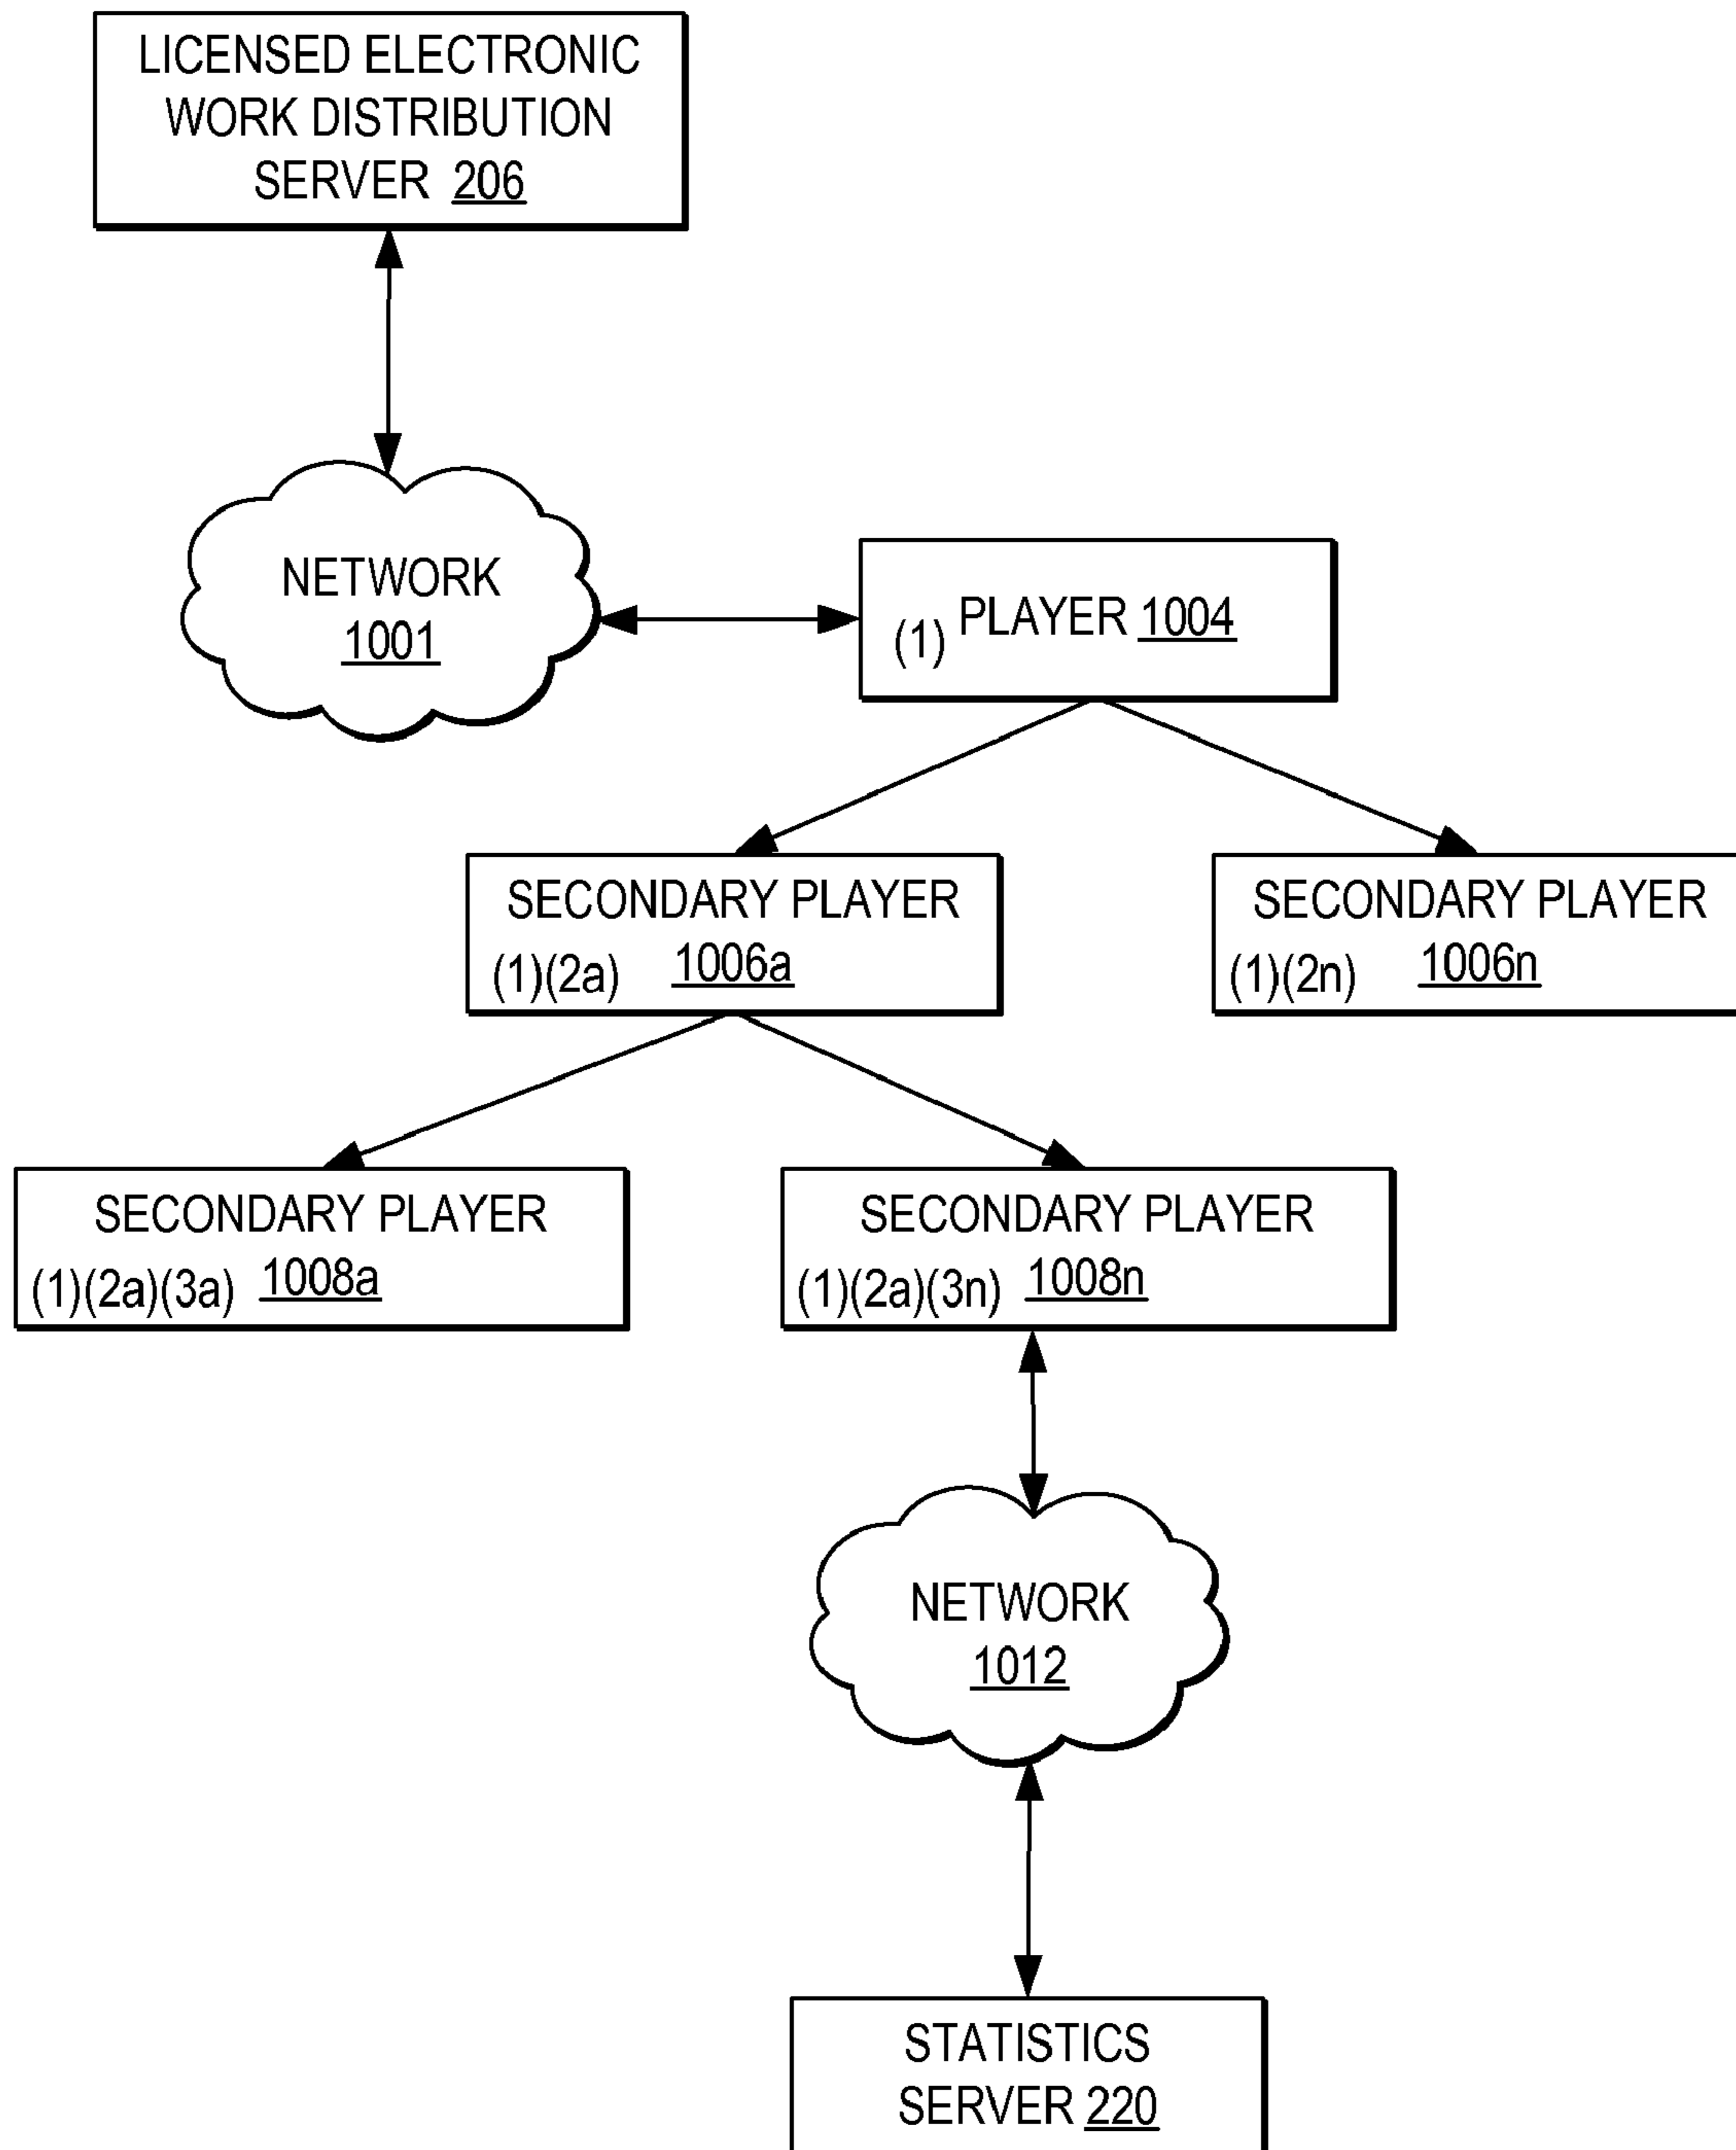 LICENSED ELECTRONIC
WORK DISTRIBUTION
SERVER 206
NETWORK
1001
(1) PLAYER 1004
SECONDARY PLAYER
(1)(2a) 1006a
SECONDARY PLAYER
(1)(2n) 1006n
SECONDARY PLAYER
(1)(2a)(3a) 1008a
SECONDARY PLAYER
(1)(2a)(3n) 1008n
NETWORK
1012
STATISTICS
SERVER 220